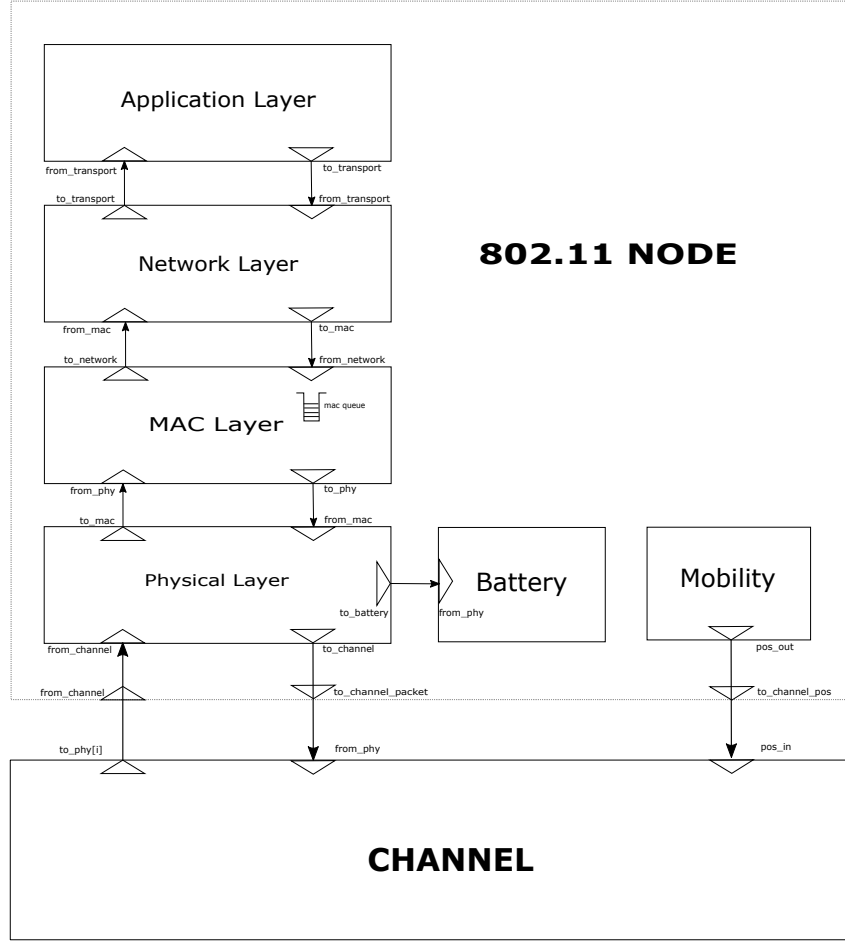 Application Layer
from_transport
to_transport
to_transport
from_transport
Network Layer
802.11 NODE
from_mac
to_mac
to_network
from_network
mac queue
MAC Layer
from_phy
to_phy
to_mac
from_mac
Physical Layer
Battery
Mobility
to_battery
from_phy
from_channel
to_channel
pos_out
from_channel
to_channel_packet
to_channel_pos
to_phy[i]
from_phy
pos_in
CHANNEL